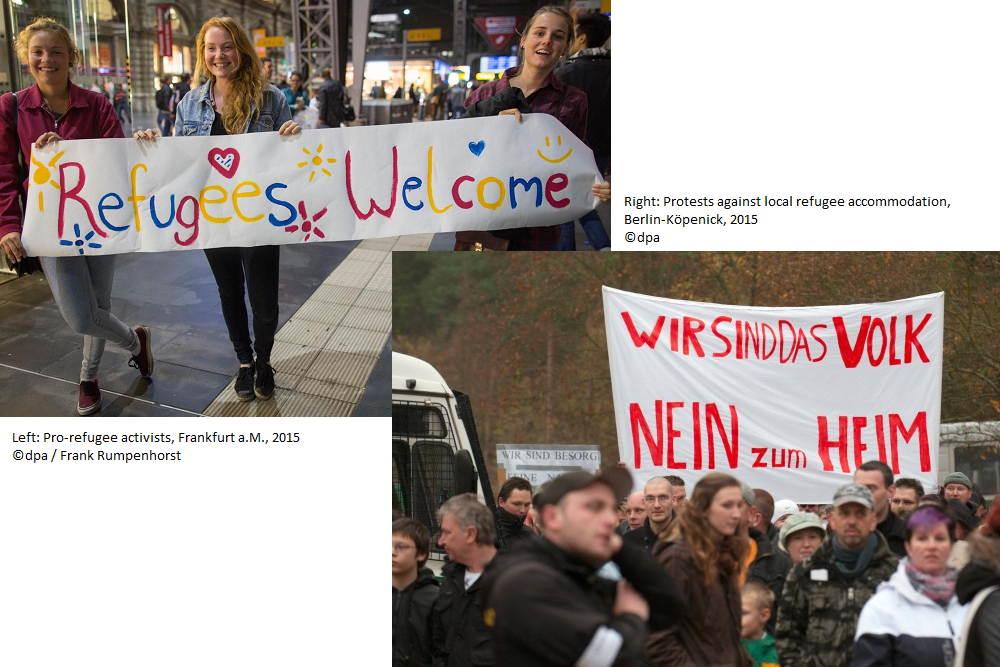 Refugees Welcome
Right: Protests against local refugee accommodation,
Berlin-Köpenick, 2015
©dpa
Left: Pro-refugee activists, Frankfurt a.M., 2015
©dpa / Frank Rumpenhorst
WIR SIND DAS VOLK
NEIN zum HEIM
WIR SIND BESORG